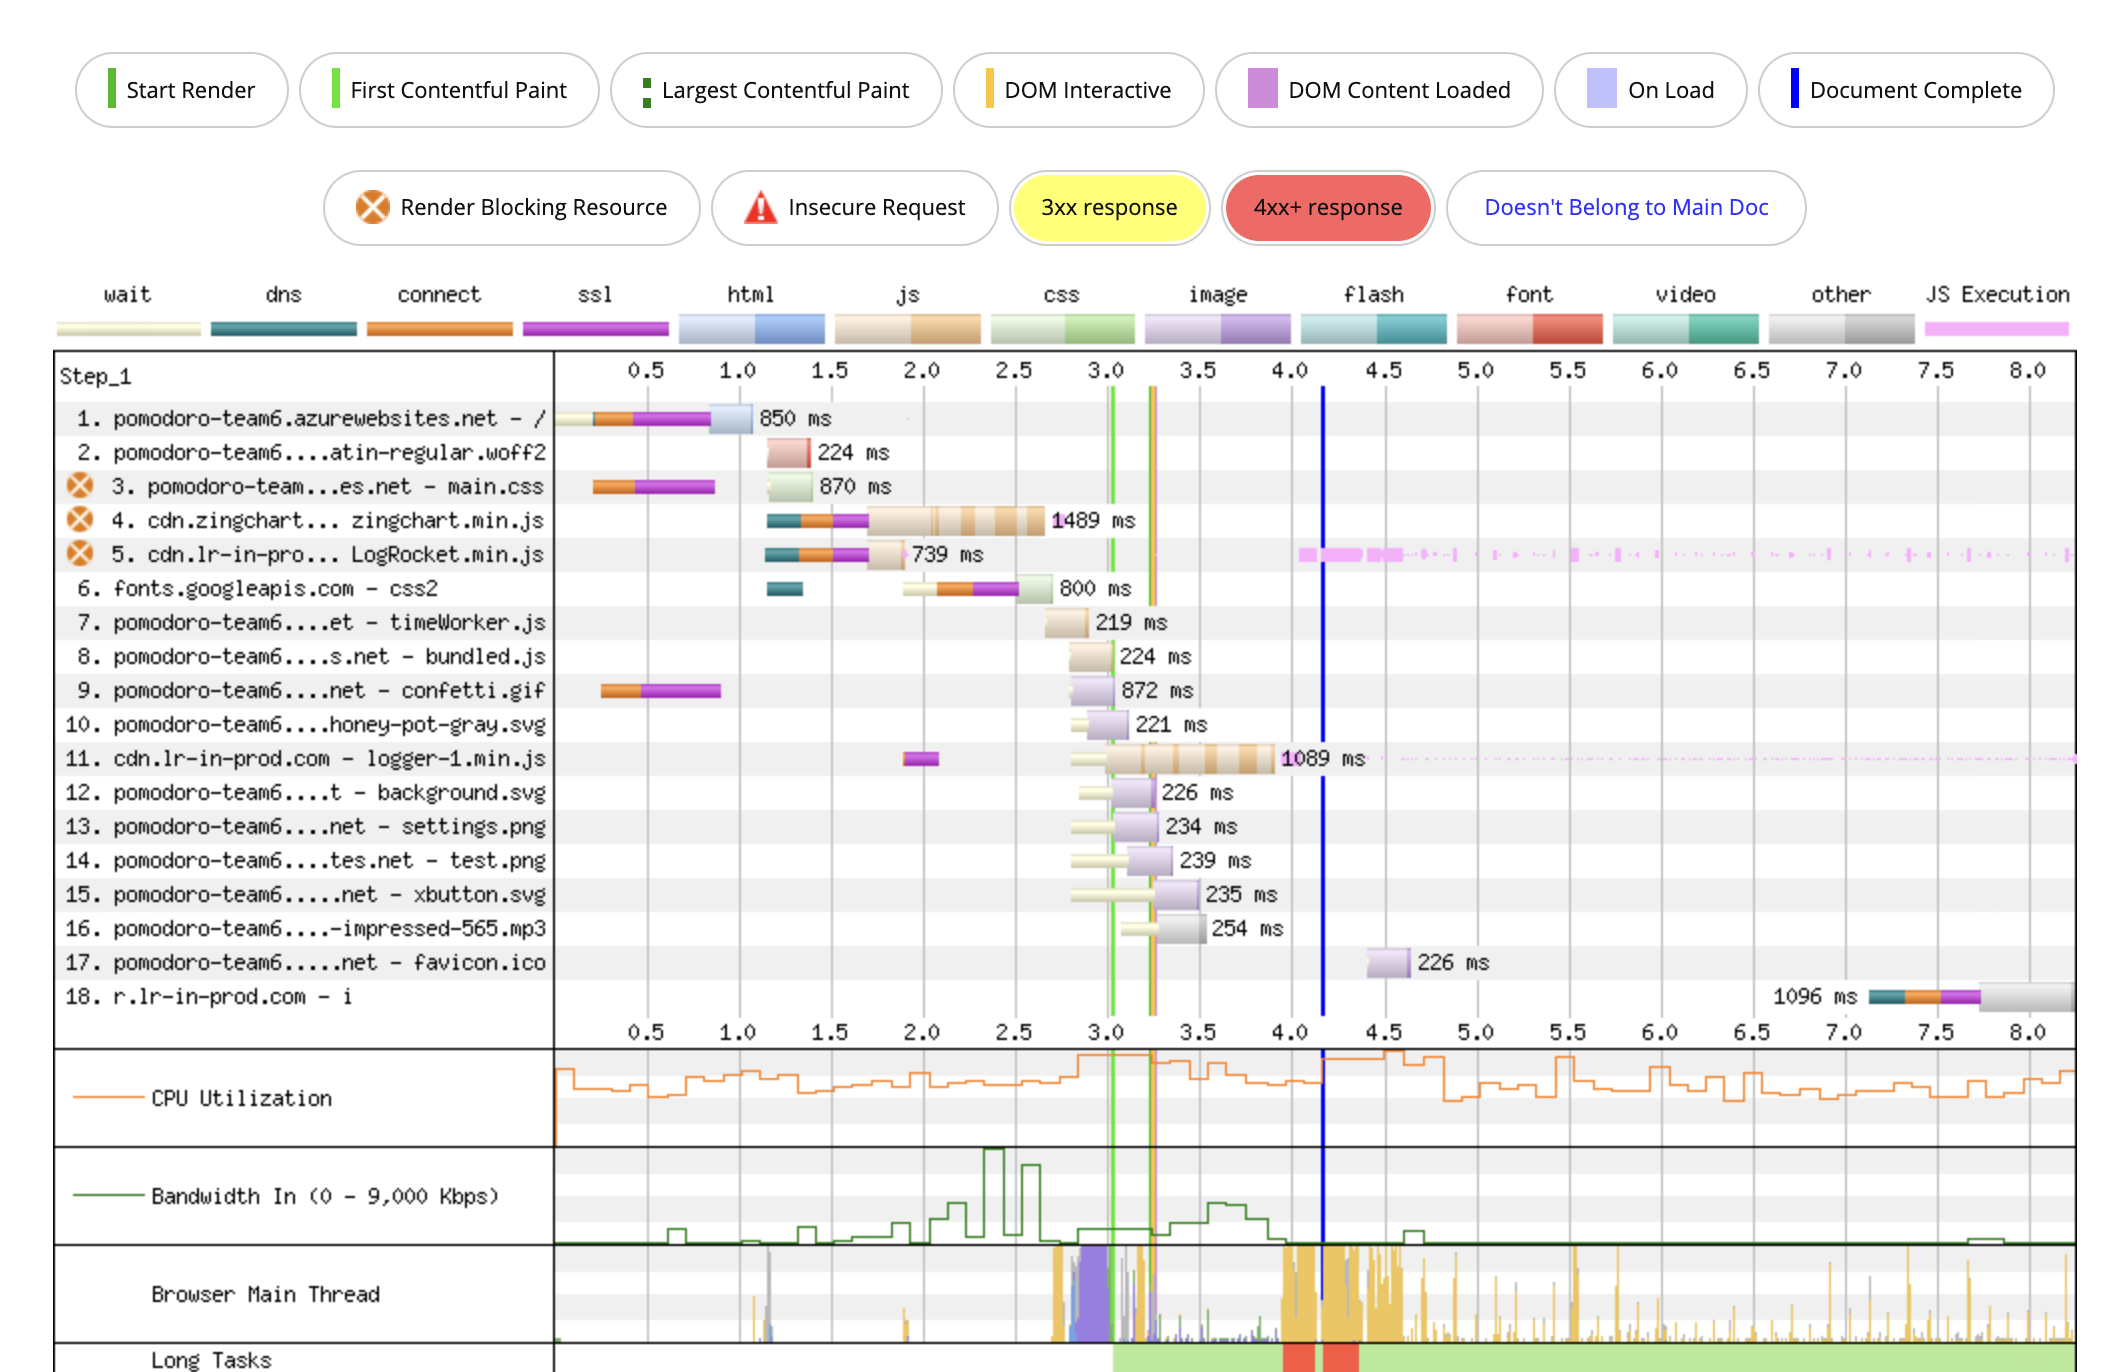 Start Render First Contentful Paint Largest Contentful Paint DOM Interactive DOM Content Loaded On Load Document Complete
Render Blocking Resource Insecure Request 3xx response 4xx+ response Doesn't Belong to Main Doc
wait dns connect ssl html js css image flash font video other JS Execution
Step_1 0.5 1.0 1.5 2.0 2.5 3.0 3.5 4.0 4.5 5.0 5.5 6.0 6.5 7.0 7.5 8.0
1. pomodoro-team6.azurewebsites.net - / 850 ms
2. pomodoro-team6....atin-regular.woff2 224 ms
3. pomodoro-team...es.net - main.css 870 ms
4. cdn.zingchart... zingchart.min.js 1489 ms
5. cdn.lr-in-pro... LogRocket.min.js 739 ms
6. fonts.googleapis.com - css2 800 ms
7. pomodoro-team6....et - timeWorker.js 219 ms
8. pomodoro-team6....s.net - bundled.js 224 ms
9. pomodoro-team6....net - confetti.gif 872 ms
10. pomodoro-team6....honey-pot-gray.svg 221 ms
11. cdn.lr-in-prod.com - logger-1.min.js 1089 ms
12. pomodoro-team6....t - background.svg 226 ms
13. pomodoro-team6....net - settings.png 234 ms
14. pomodoro-team6....tes.net - test.png 239 ms
15. pomodoro-team6.....net - xbutton.svg 235 ms
16. pomodoro-team6....-impressed-565.mp3 254 ms
17. pomodoro-team6.....net - favicon.ico 226 ms
18. r.lr-in-prod.com - i 1096 ms
0.5 1.0 1.5 2.0 2.5 3.0 3.5 4.0 4.5 5.0 5.5 6.0 6.5 7.0 7.5 8.0
CPU Utilization
Bandwidth In (0 - 9,000 Kbps)
Browser Main Thread
Long Tasks